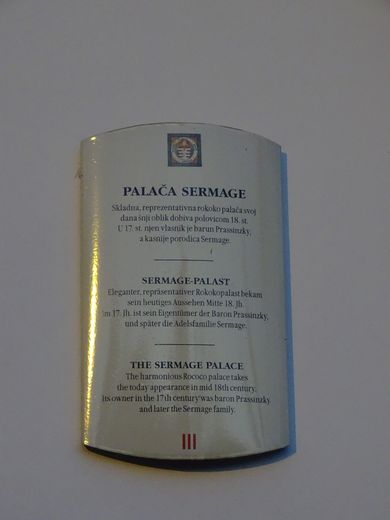 PALAČA SERMAGE
Skladna, reprezentativna rokoko palača svoj
današnji oblik dobiva polovicom 18. st.
U 17. st. njen vlasnik je barun Prassinzky,
a kasnije porodica Sermage.
SERMAGE-PALAST
Eleganter, repräsentativer Rokokopalast bekam
sein heutiges Aussehen Mitte 18. Jh.
Im 17. Jh. ist sein Eigentümer der Baron Prassinzky,
und später die Adelsfamilie Sermage.
THE SERMAGE PALACE
The harmonious Rococo palace takes
the today appearance in mid 18th century.
Its owner in the 17th century was baron Prassinzky
and later the Sermage family.
III